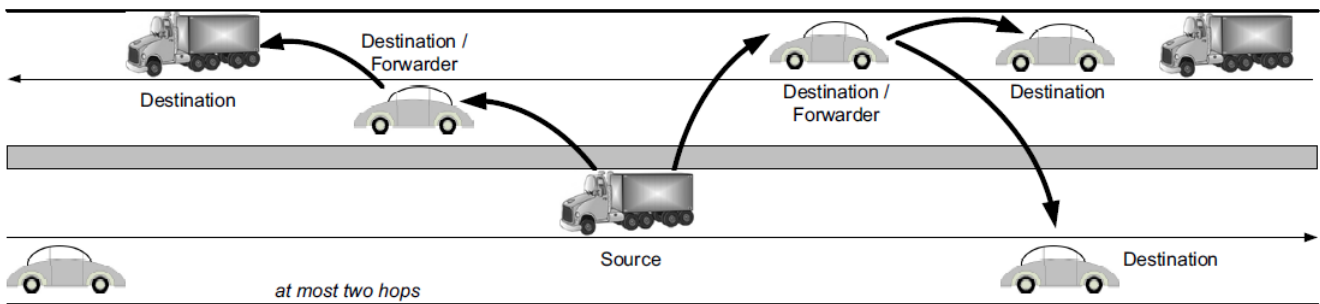 Destination /
Forwarder
Destination
Destination /
Forwarder
Destination
Source
Destination
at most two hops